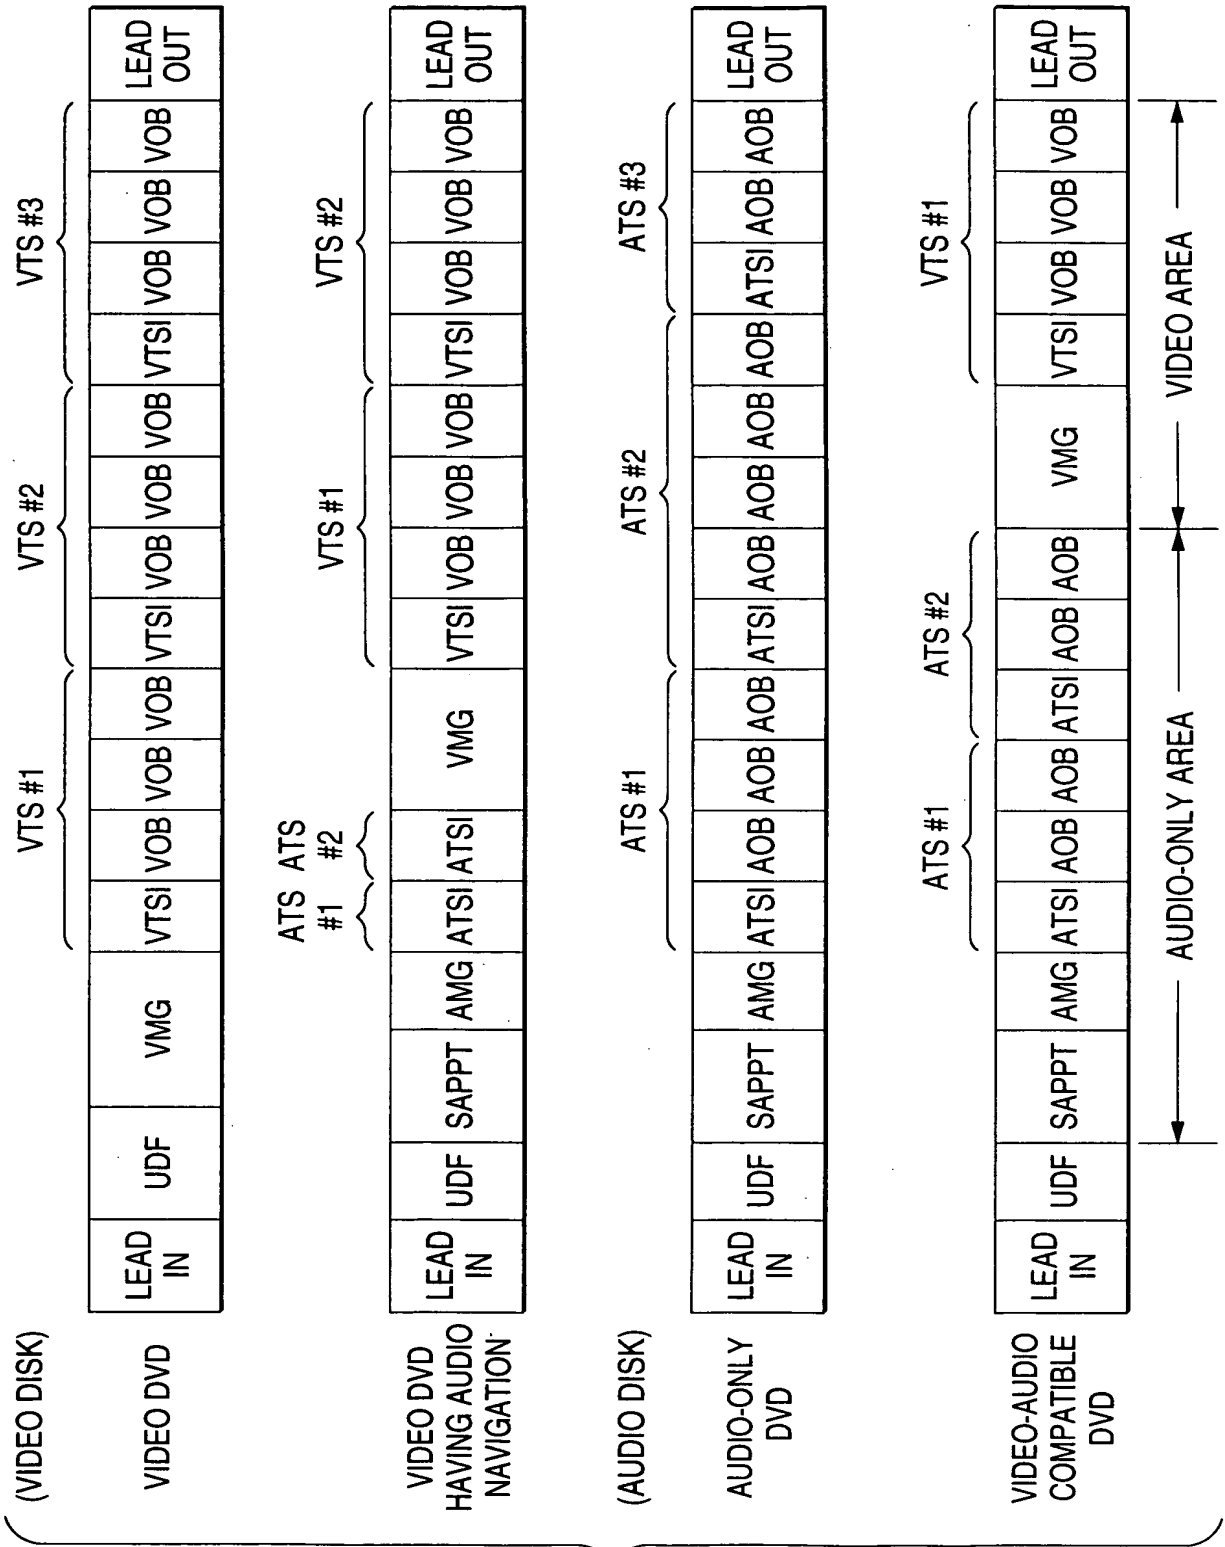 (VIDEO DISK)
VTS #1 VTS #2 VTS #3
VIDEO DVD
LEAD IN UDF VMG VTSI VOB VOB VOB VTSI VOB VOB VOB VTSI VOB VOB VOB LEAD OUT
ATS #1 ATS #2 VTS #1 VTS #2
VIDEO DVD
HAVING AUDIO
NAVIGATION
LEAD IN UDF SAPPT AMG ATSI ATSI VMG VTSI VOB VOB VOB VTSI VOB VOB VOB LEAD OUT
(AUDIO DISK)
ATS #1 ATS #2 ATS #3
AUDIO-ONLY
DVD
LEAD IN UDF SAPPT AMG ATSI AOB AOB AOB ATSI AOB AOB AOB AOB ATSI AOB AOB LEAD OUT
ATS #1 ATS #2 VTS #1
VIDEO-AUDIO
COMPATIBLE
DVD
LEAD IN UDF SAPPT AMG ATSI AOB AOB ATSI AOB AOB VMG VTSI VOB VOB VOB LEAD OUT
AUDIO-ONLY AREA VIDEO AREA